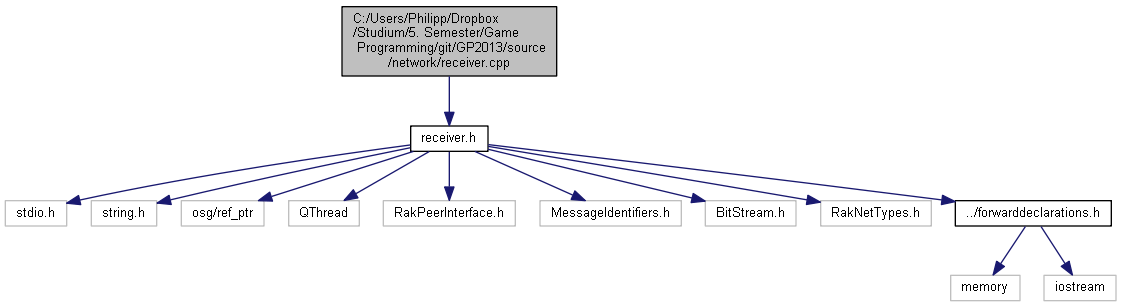 C:/Users/Philipp/Dropbox
/Studium/5. Semester/Game
Programming/git/GP2013/source
/network/receiver.cpp
receiver.h
stdio.h
string.h
osg/ref_ptr
QThread
RakPeerInterface.h
MessageIdentifiers.h
BitStream.h
RakNetTypes.h
../forwarddeclarations.h
memory
iostream